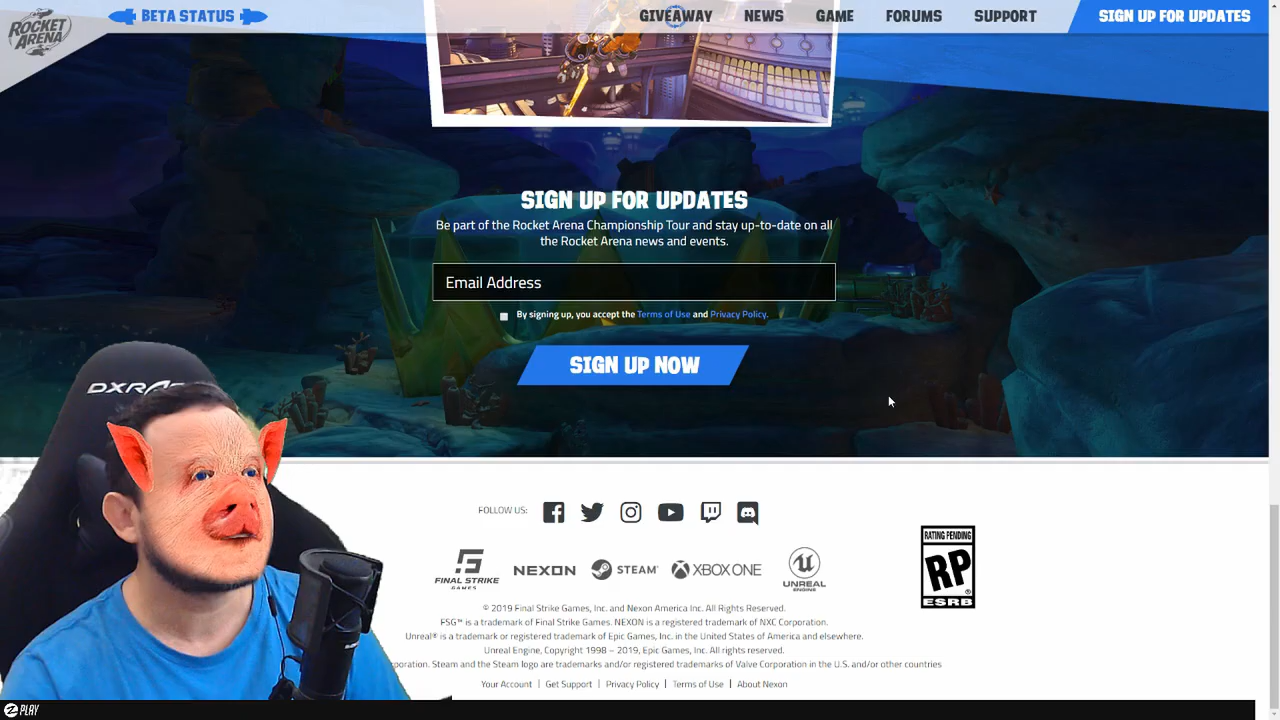 ROCKET ARENA
BETA STATUS
GIVEAWAY
NEWS
GAME
FORUMS
SUPPORT
SIGN UP FOR UPDATES
SIGN UP FOR UPDATES
Be part of the Rocket Arena Championship Tour and stay up-to-date on all
the Rocket Arena news and events.
Email Address
By signing up, you accept the Terms of Use and Privacy Policy.
SIGN UP NOW
DXRA
FOLLOW US:
FINAL STRIKE GAMES
NEXON
STEAM®
XBOX ONE
UNREAL ENGINE
RATING PENDING
RP
ESRB
© 2019 Final Strike Games, Inc. and Nexon America Inc. All Rights Reserved.
FSG™ is a trademark of Final Strike Games. NEXON is a registered trademark of NXC Corporation.
Unreal® is a trademark or registered trademark of Epic Games, Inc. in the United States of America and elsewhere.
Unreal Engine, Copyright 1998 – 2019, Epic Games, Inc. All rights reserved.
poration. Steam and the Steam logo are trademarks and/or registered trademarks of Valve Corporation in the U.S. and/or other countries
Your Account | Get Support | Privacy Policy | Terms of Use | About Nexon
PLAY